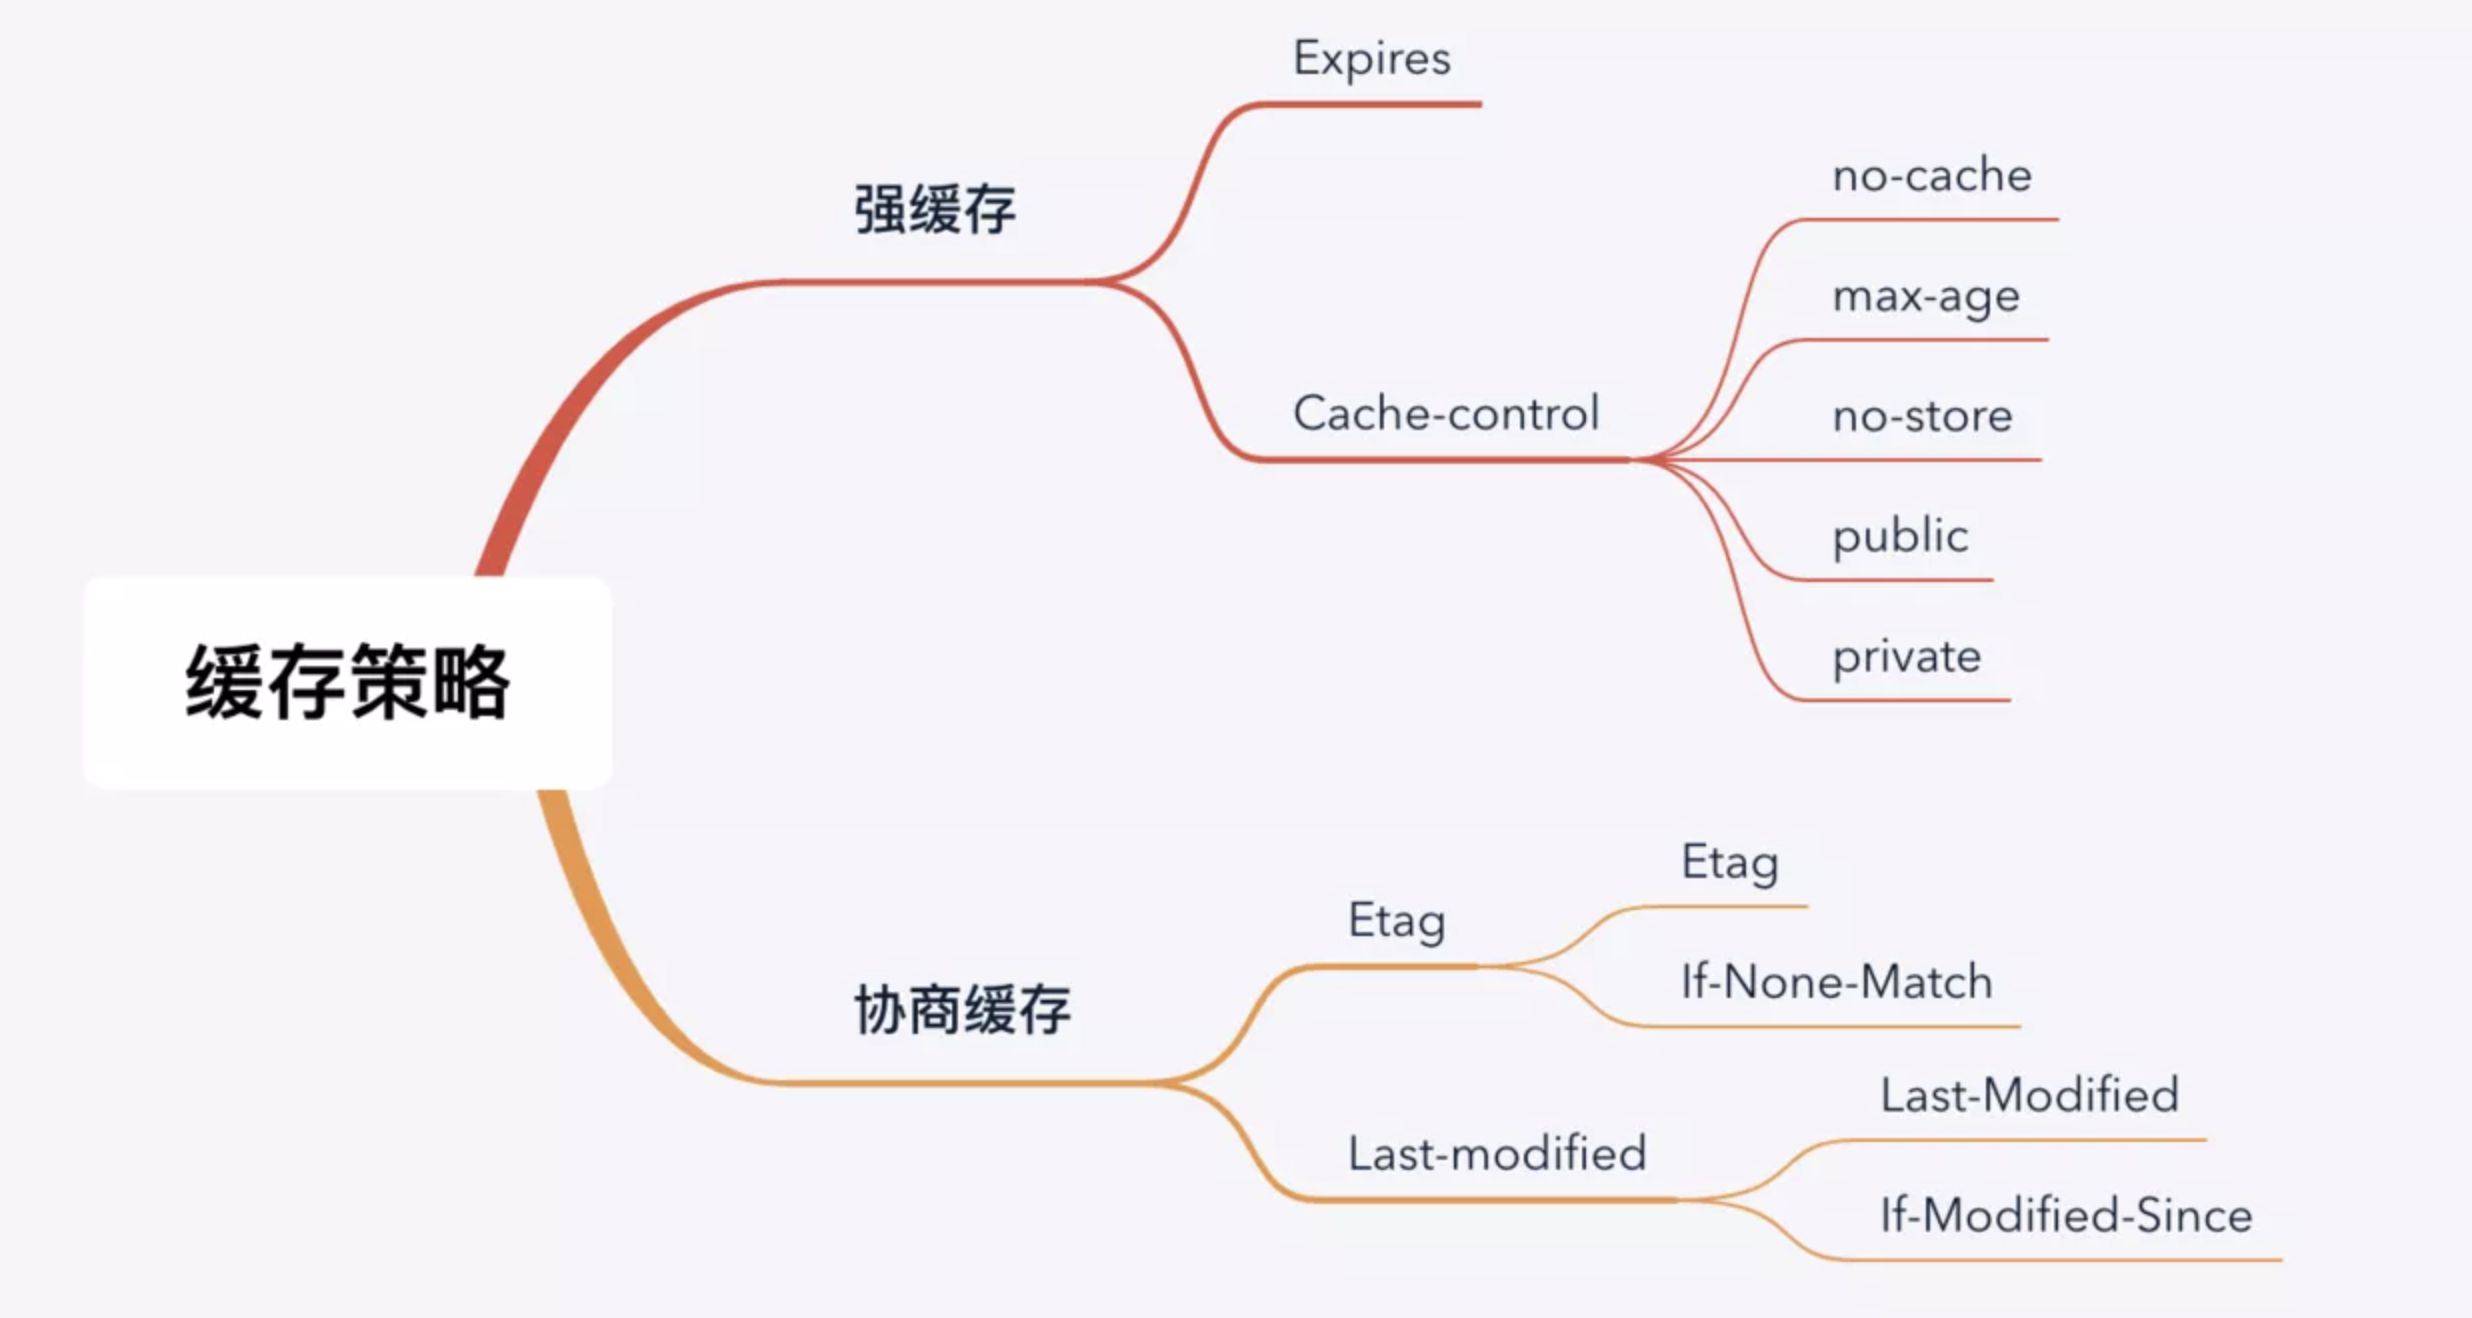 缓存策略
强缓存
Expires
Cache-control
no-cache
max-age
no-store
public
private
协商缓存
Etag
Etag
If-None-Match
Last-modified
Last-Modified
If-Modified-Since